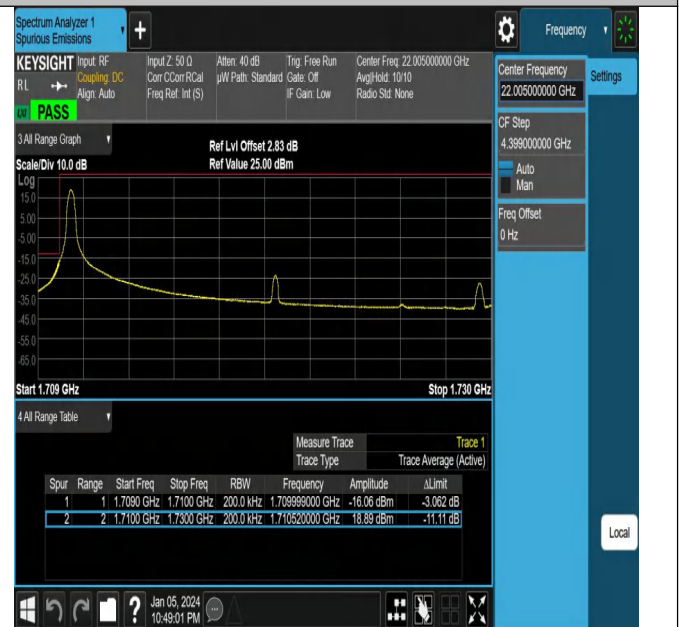 Spectrum Analyzer 1
Spurious Emissions
+
Frequency
KEYSIGHT
RL
PASS
Input: RF
Coupling: DC
Align: Auto
Input Z: 50 Ω
Corr CCorr RCal
Freq Ref: Int (S)
Atten: 40 dB
µW Path: Standard
Trig: Free Run
Gate: Off
IF Gain: Low
Center Freq: 22.005000000 GHz
Avg|Hold: 10/10
Radio Std: None
Center Frequency
22.005000000 GHz
Settings
CF Step
4.399000000 GHz
Auto
Man
Freq Offset
0 Hz
3 All Range Graph
Scale/Div 10.0 dB
Ref Lvl Offset 2.83 dB
Ref Value 25.00 dBm
Log
15.0
5.00
-5.00
-15.0
-25.0
-35.0
-45.0
-55.0
-65.0
Start 1.709 GHz
Stop 1.730 GHz
4 All Range Table
Measure Trace Trace 1
Trace Type Trace Average (Active)
Spur Range Start Freq Stop Freq RBW Frequency Amplitude ΔLimit
1 1 1.7090 GHz 1.7100 GHz 200.0 kHz 1.709999000 GHz -16.06 dBm -3.062 dB
2 2 1.7100 GHz 1.7300 GHz 200.0 kHz 1.710520000 GHz 18.89 dBm -11.11 dB
Local
?
Jan 05, 2024
10:49:01 PM